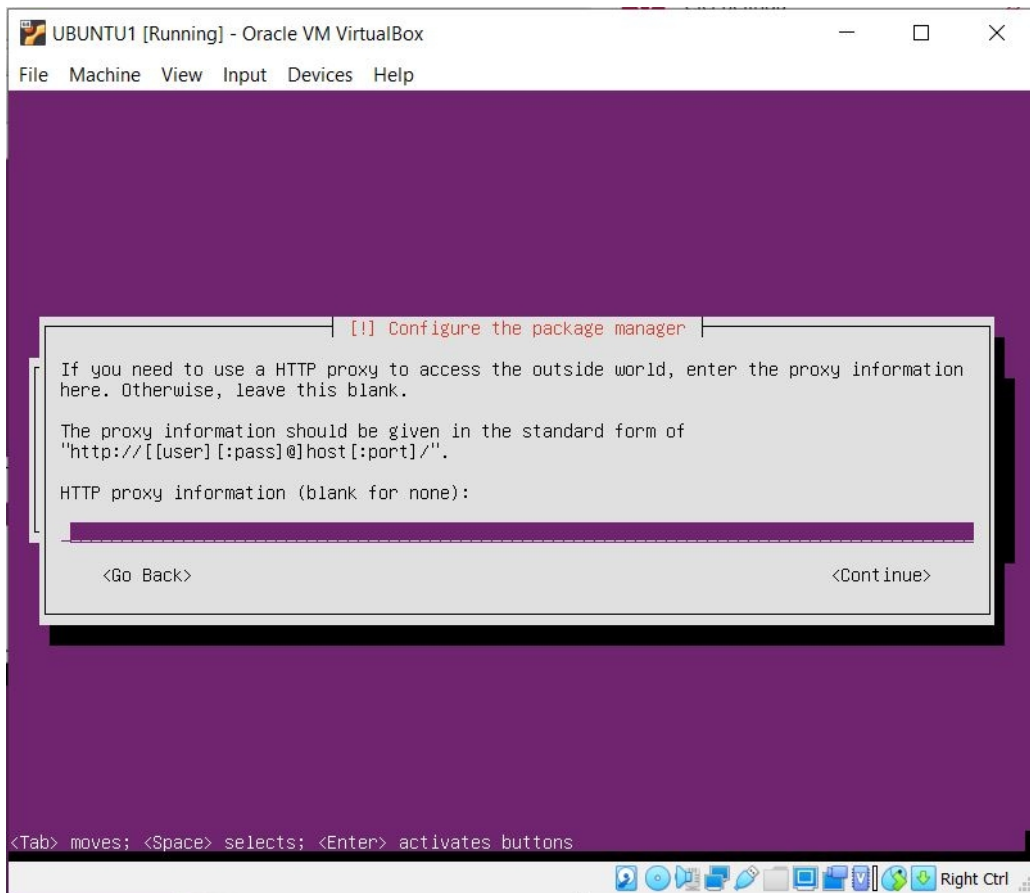 UBUNTU1 [Running] - Oracle VM VirtualBox
File Machine View Input Devices Help
[!] Configure the package manager
If you need to use a HTTP proxy to access the outside world, enter the proxy information
here. Otherwise, leave this blank.
The proxy information should be given in the standard form of
"http://[[user][:pass]@]host[:port]/".
HTTP proxy information (blank for none):
<Go Back> <Continue>
<Tab> moves; <Space> selects; <Enter> activates buttons
Right Ctrl